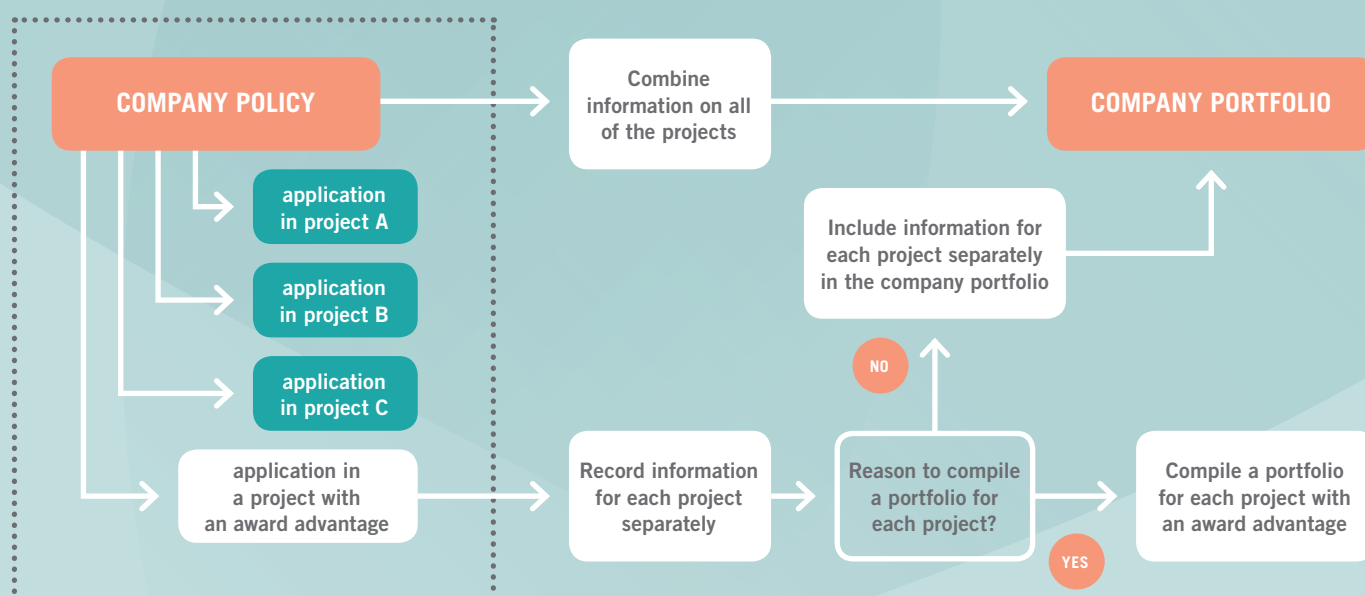 COMPANY POLICY
Combine
information on all
of the projects
COMPANY PORTFOLIO
application
in project A
application
in project B
application
in project C
Include information for
each project separately
in the company portfolio
NO
application in
a project with
an award advantage
Record information
for each project
separately
Reason to compile
a portfolio for
each project?
YES
Compile a portfolio
for each project with
an award advantage